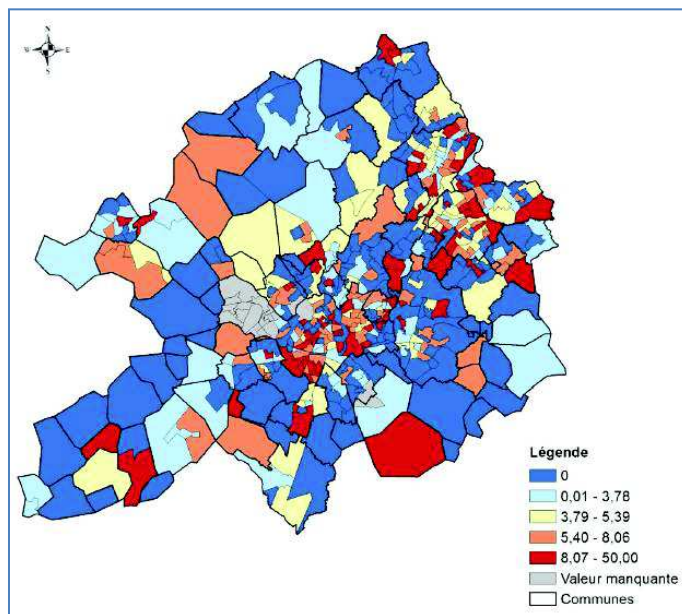 N
W E
S
Légende
0
0,01 - 3,78
3,79 - 5,39
5,40 - 8,06
8,07 - 50,00
Valeur manquante
Communes